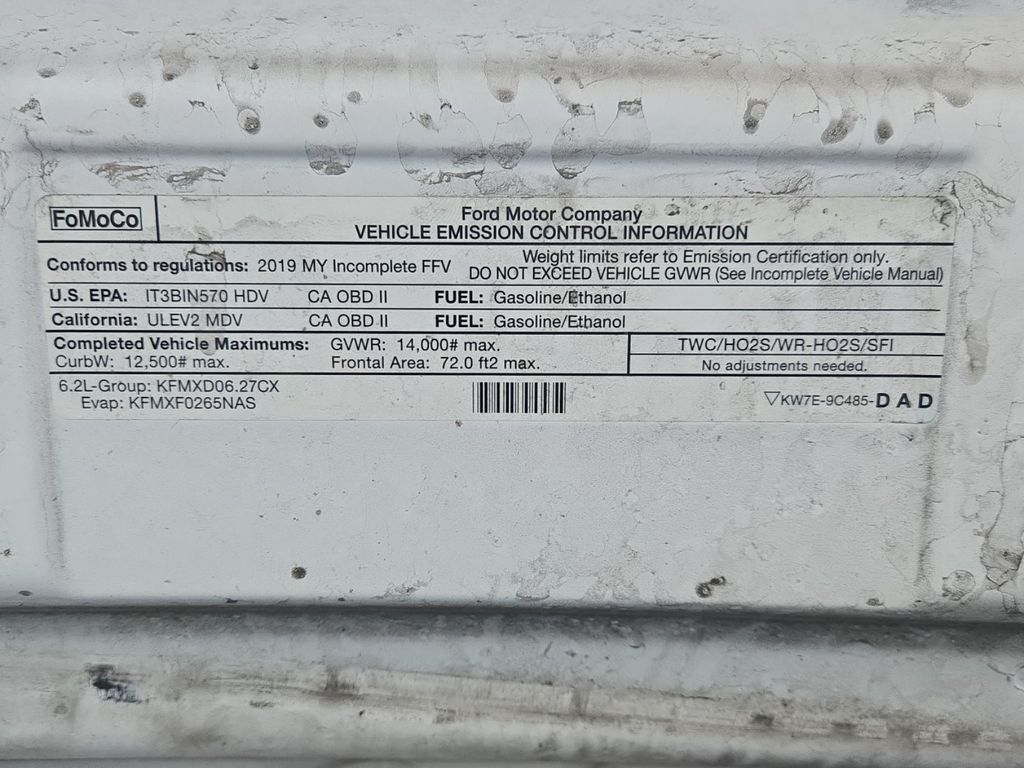 FoMoCo
Ford Motor Company
VEHICLE EMISSION CONTROL INFORMATION
Conforms to regulations: 2019 MY Incomplete FFV
Weight limits refer to Emission Certification only.
DO NOT EXCEED VEHICLE GVWR (See Incomplete Vehicle Manual)
U.S. EPA: IT3BIN570 HDV CA OBD II FUEL: Gasoline/Ethanol
California: ULEV2 MDV CA OBD II FUEL: Gasoline/Ethanol
Completed Vehicle Maximums: GVWR: 14,000# max.
CurbW: 12,500# max. Frontal Area: 72.0 ft2 max.
TWC/HO2S/WR-HO2S/SFI
No adjustments needed.
6.2L-Group: KFMXD06.27CX
Evap: KFMXF0265NAS
▽KW7E-9C485-D A D